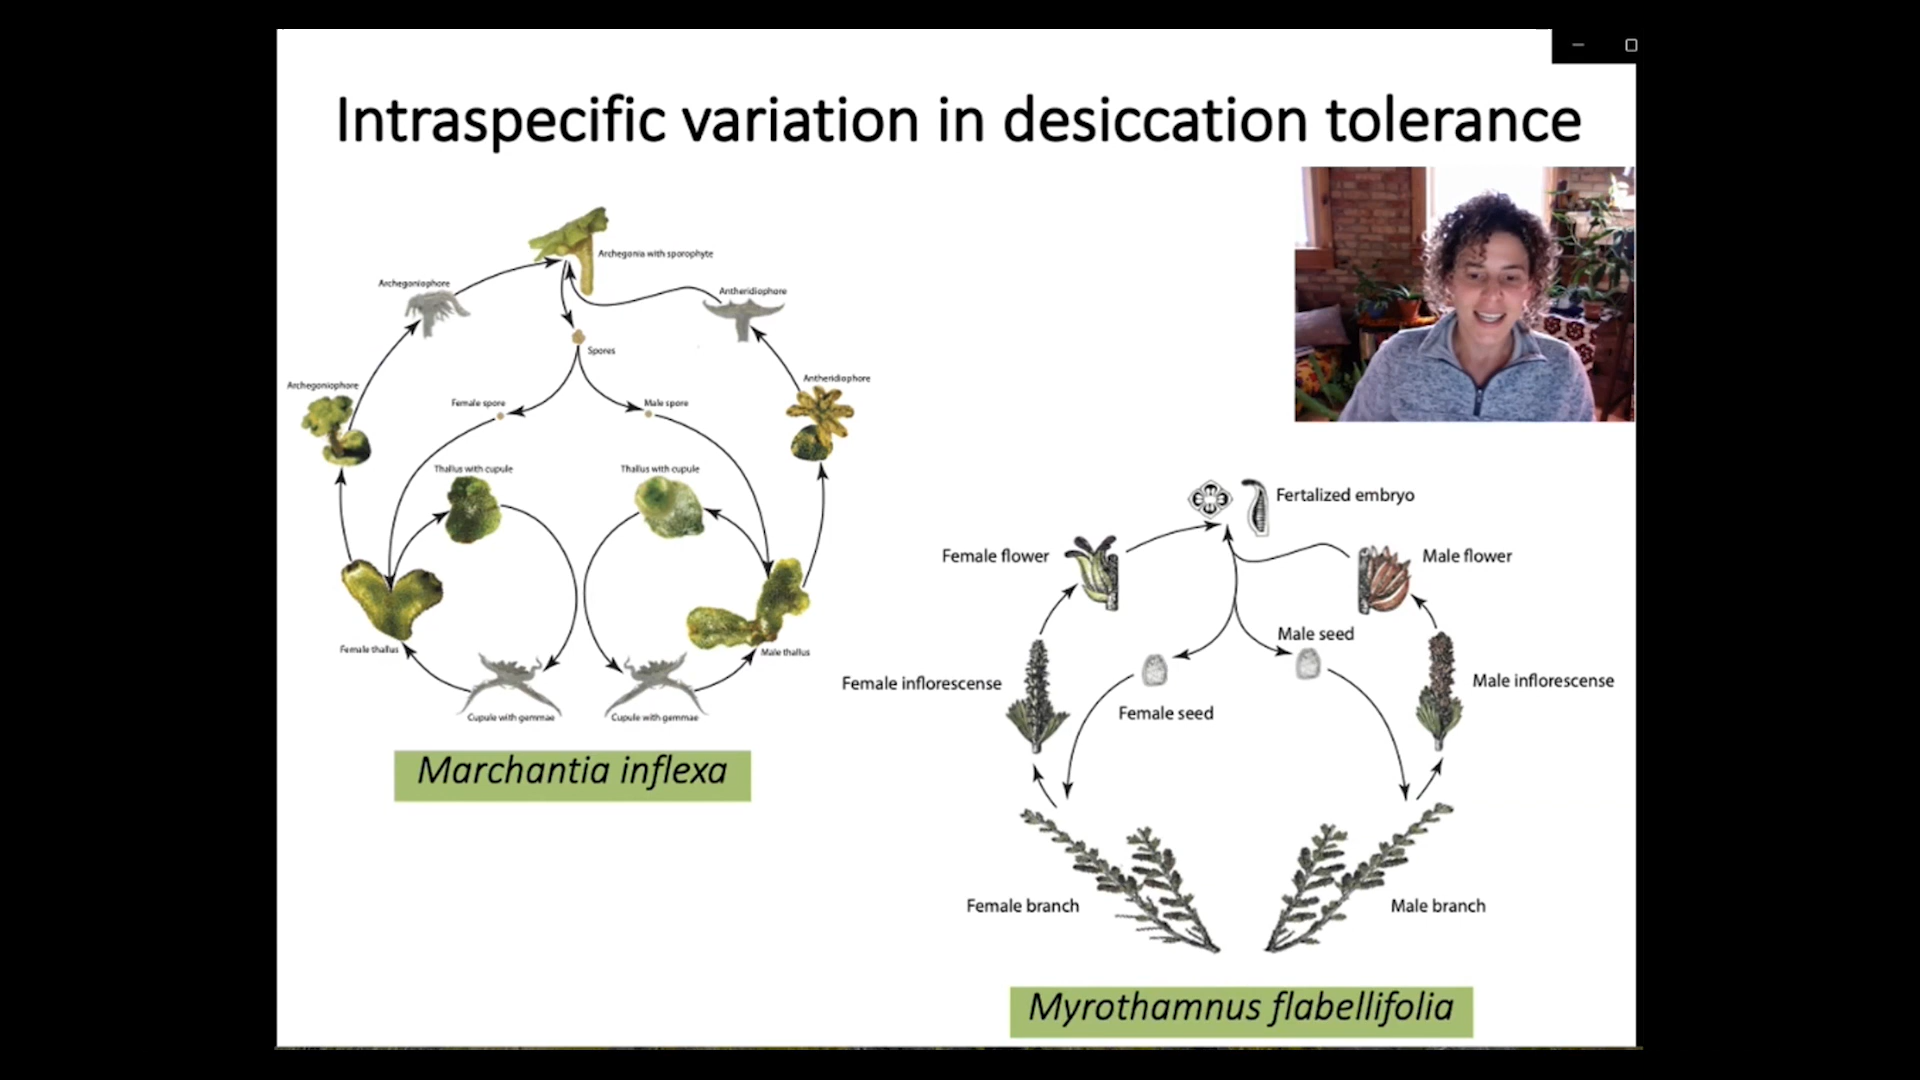 Intraspecific variation in desiccation tolerance
Archegonia with sporophyte
Archegoniophore
Antheridiophore
Spores
Archegoniophore
Antheridiophore
Female spore
Male spore
Thallus with cupule
Thallus with cupule
Female thallus
Male thallus
Cupule with gemmae
Cupule with gemmae
Marchantia inflexa
Fertalized embryo
Female flower
Male flower
Male seed
Female inflorescense
Male inflorescense
Female seed
Female branch
Male branch
Myrothamnus flabellifolia